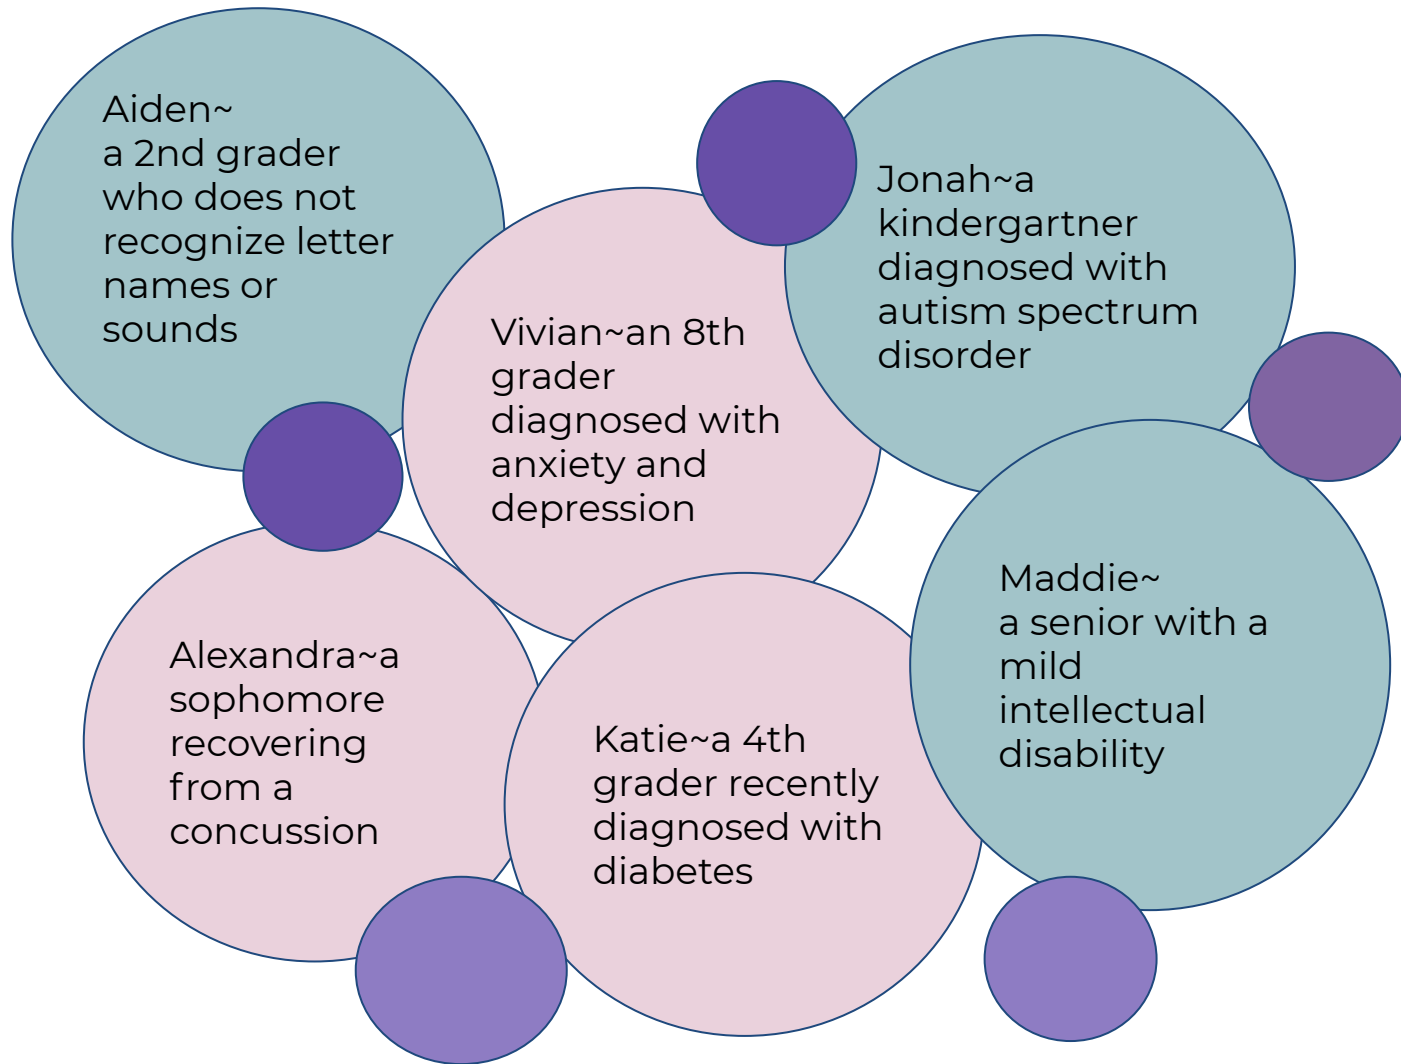 Aiden~
a 2nd grader
who does not
recognize letter
names or
sounds
Vivian~an 8th
grader
diagnosed with
anxiety and
depression
Jonah~a
kindergartner
diagnosed with
autism spectrum
disorder
Alexandra~a
sophomore
recovering
from a
concussion
Katie~a 4th
grader recently
diagnosed with
diabetes
Maddie~
a senior with a
mild
intellectual
disability